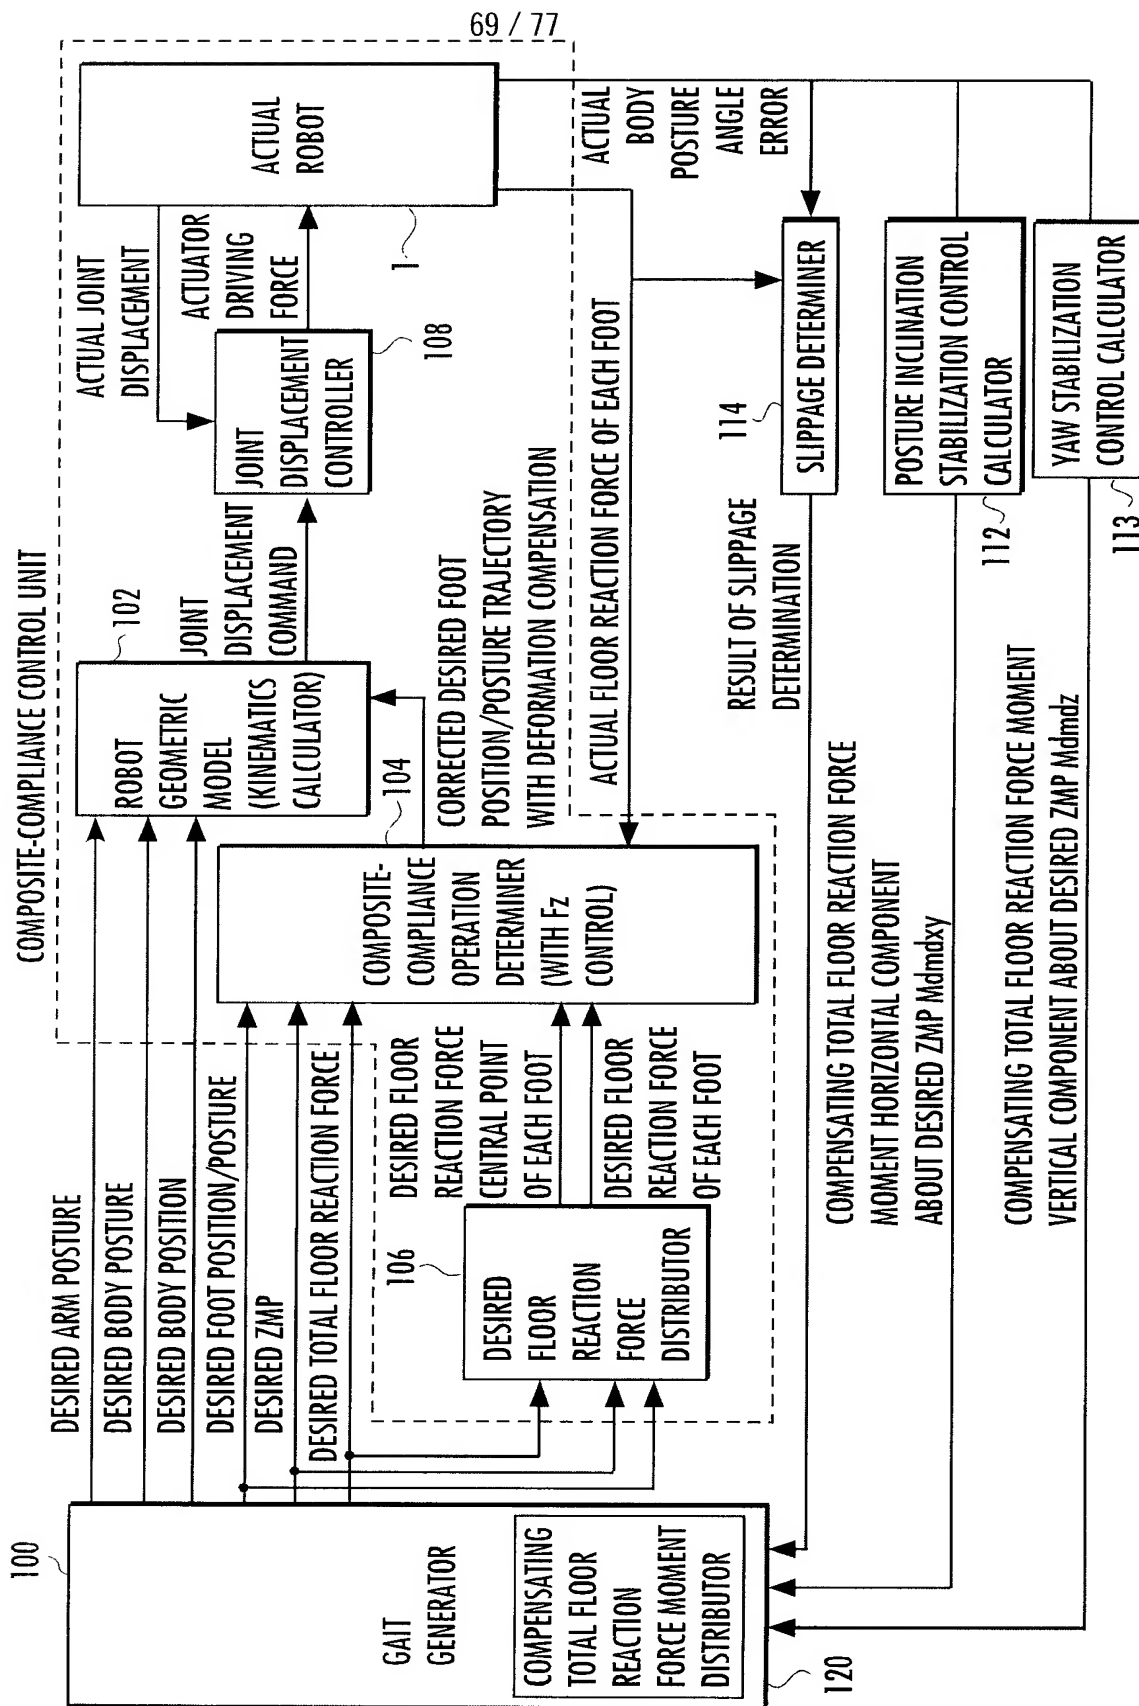 69 / 77
COMPOSITE-COMPLIANCE CONTROL UNIT
100
GAIT
GENERATOR
COMPENSATING
TOTAL FLOOR
REACTION
FORCE MOMENT
DISTRIBUTOR
120
DESIRED ARM POSTURE
DESIRED BODY POSTURE
DESIRED BODY POSITION
DESIRED FOOT POSITION/POSTURE
DESIRED ZMP
DESIRED TOTAL FLOOR REACTION FORCE
106
DESIRED
FLOOR
REACTION
FORCE
DISTRIBUTOR
DESIRED FLOOR
REACTION FORCE
CENTRAL POINT
OF EACH FOOT
DESIRED FLOOR
REACTION FORCE
OF EACH FOOT
102
ROBOT
GEOMETRIC
MODEL
(KINEMATICS
CALCULATOR)
104
COMPOSITE-
COMPLIANCE
OPERATION
DETERMINER
(WITH Fz
CONTROL)
CORRECTED DESIRED FOOT
POSITION/POSTURE TRAJECTORY
WITH DEFORMATION COMPENSATION
JOINT
DISPLACEMENT
COMMAND
JOINT
DISPLACEMENT
CONTROLLER
108
ACTUAL JOINT
DISPLACEMENT
ACTUATOR
DRIVING
FORCE
ACTUAL
ROBOT
1
ACTUAL FLOOR REACTION FORCE OF EACH FOOT
ACTUAL
BODY
POSTURE
ANGLE
ERROR
114
SLIPPAGE DETERMINER
RESULT OF SLIPPAGE
DETERMINATION
POSTURE INCLINATION
STABILIZATION CONTROL
CALCULATOR
112
COMPENSATING TOTAL FLOOR REACTION FORCE
MOMENT HORIZONTAL COMPONENT
ABOUT DESIRED ZMP Mdmdxy
YAW STABILIZATION
CONTROL CALCULATOR
113
COMPENSATING TOTAL FLOOR REACTION FORCE MOMENT
VERTICAL COMPONENT ABOUT DESIRED ZMP Mdmdz